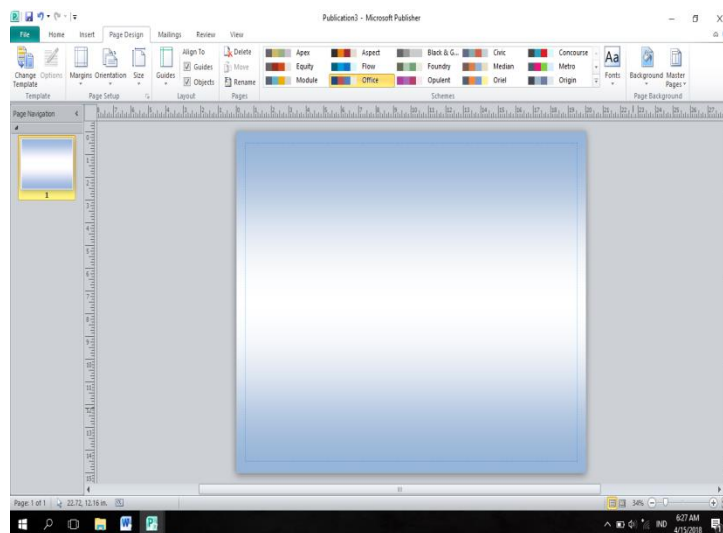 Publication3 - Microsoft Publisher
File Home Insert Page Design Mailings Review View
Change Template
Options
Margins
Orientation
Size
Guides
Align To
Guides
Objects
Delete
Move
Rename
Apex Aspect Black & G... Civic Concourse
Equity Flow Foundry Median Metro
Module Office Opulent Oriel Origin
Aa
Fonts
Background
Master Pages
Template Page Setup Layout Pages Schemes Page Background
Page Navigation
1
Page: 1 of 1 22.72, 12.16 in. 34%
IND
6:27 AM
4/15/2018